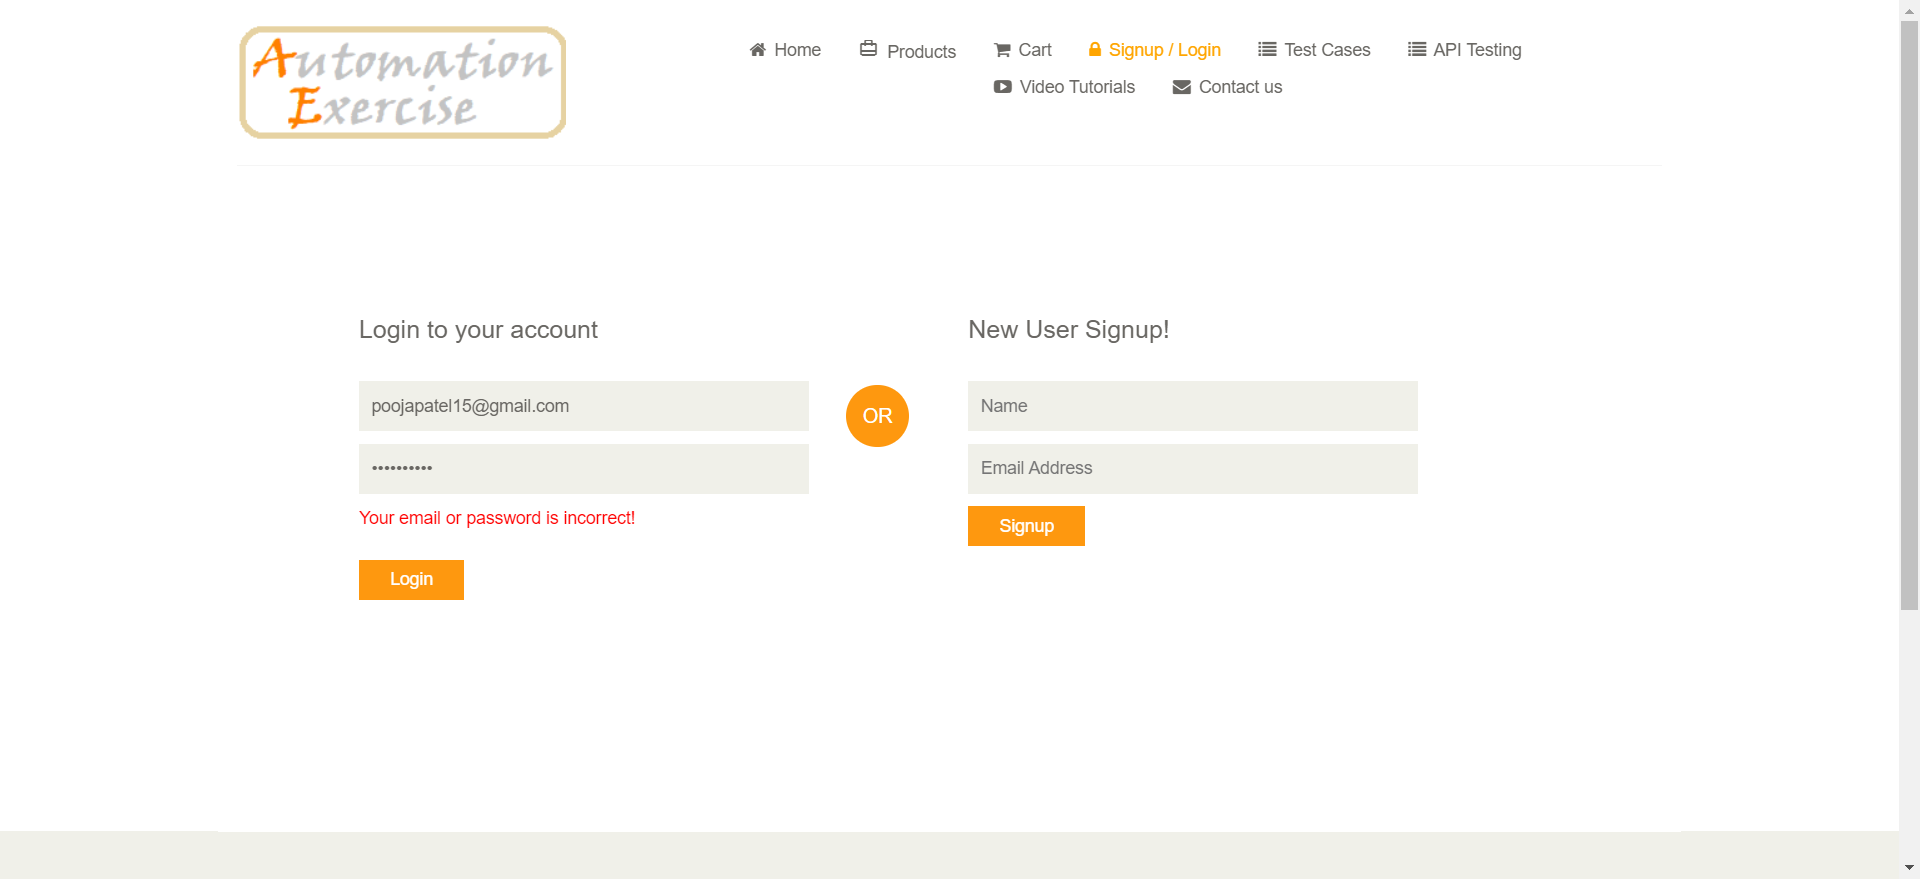 Automation
Exercise
Home
Products
Cart
Signup / Login
Test Cases
API Testing
Video Tutorials
Contact us
Login to your account
poojapatel15@gmail.com
••••••••••
Your email or password is incorrect!
Login
OR
New User Signup!
Name
Email Address
Signup